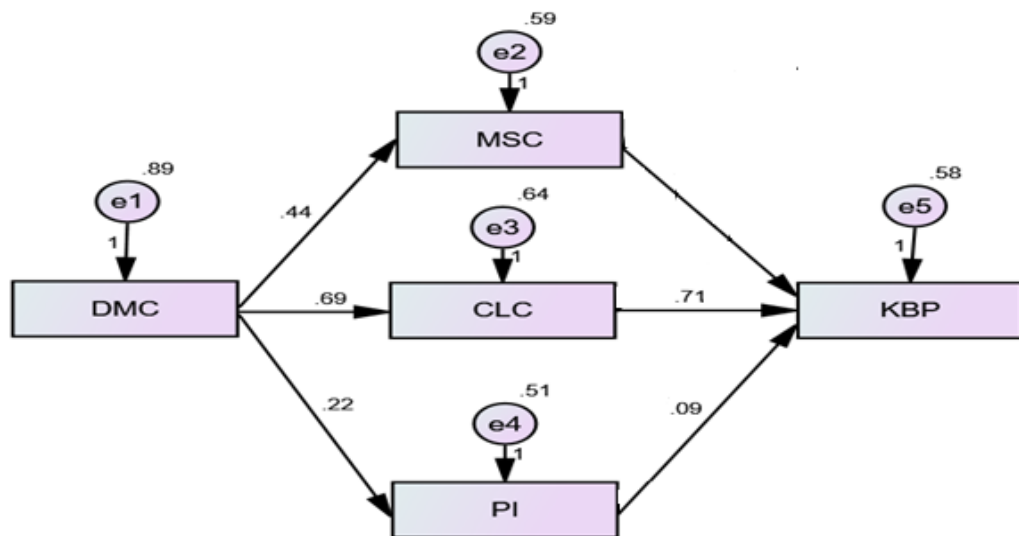 .59
e2
1
MSC
.89
e1
1
DMC
.44
.64
e3
1
.69
CLC
.71
.58
e5
1
KBP
.22
.51
e4
1
.09
PI